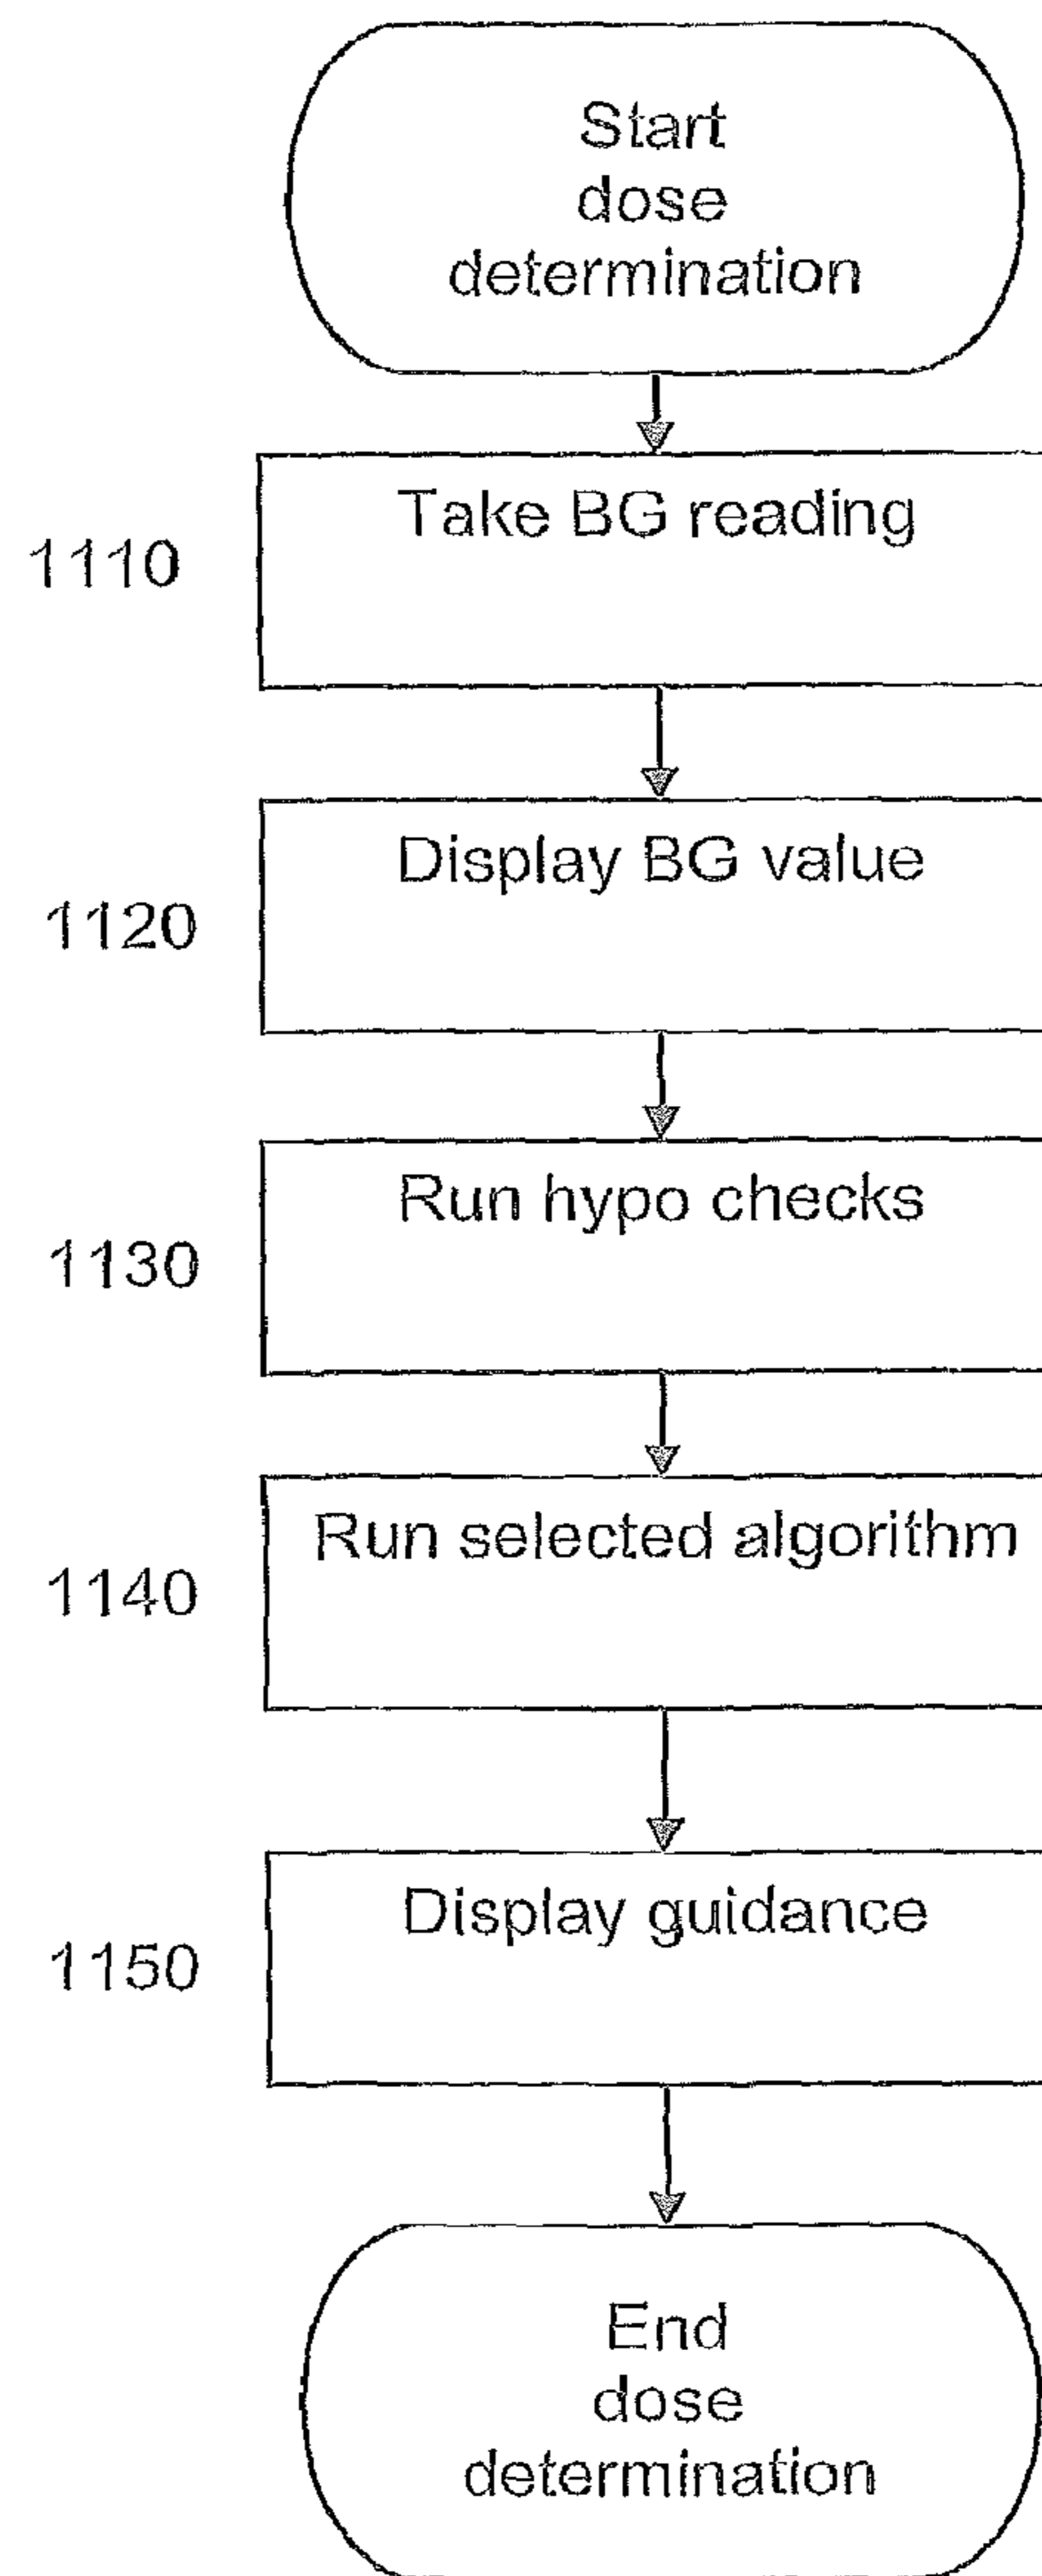 Start
dose
determination
Take BG reading
1110
Display BG value
1120
Run hypo checks
1130
Run selected algorithm
1140
Display guidance
1150
End
dose
determination